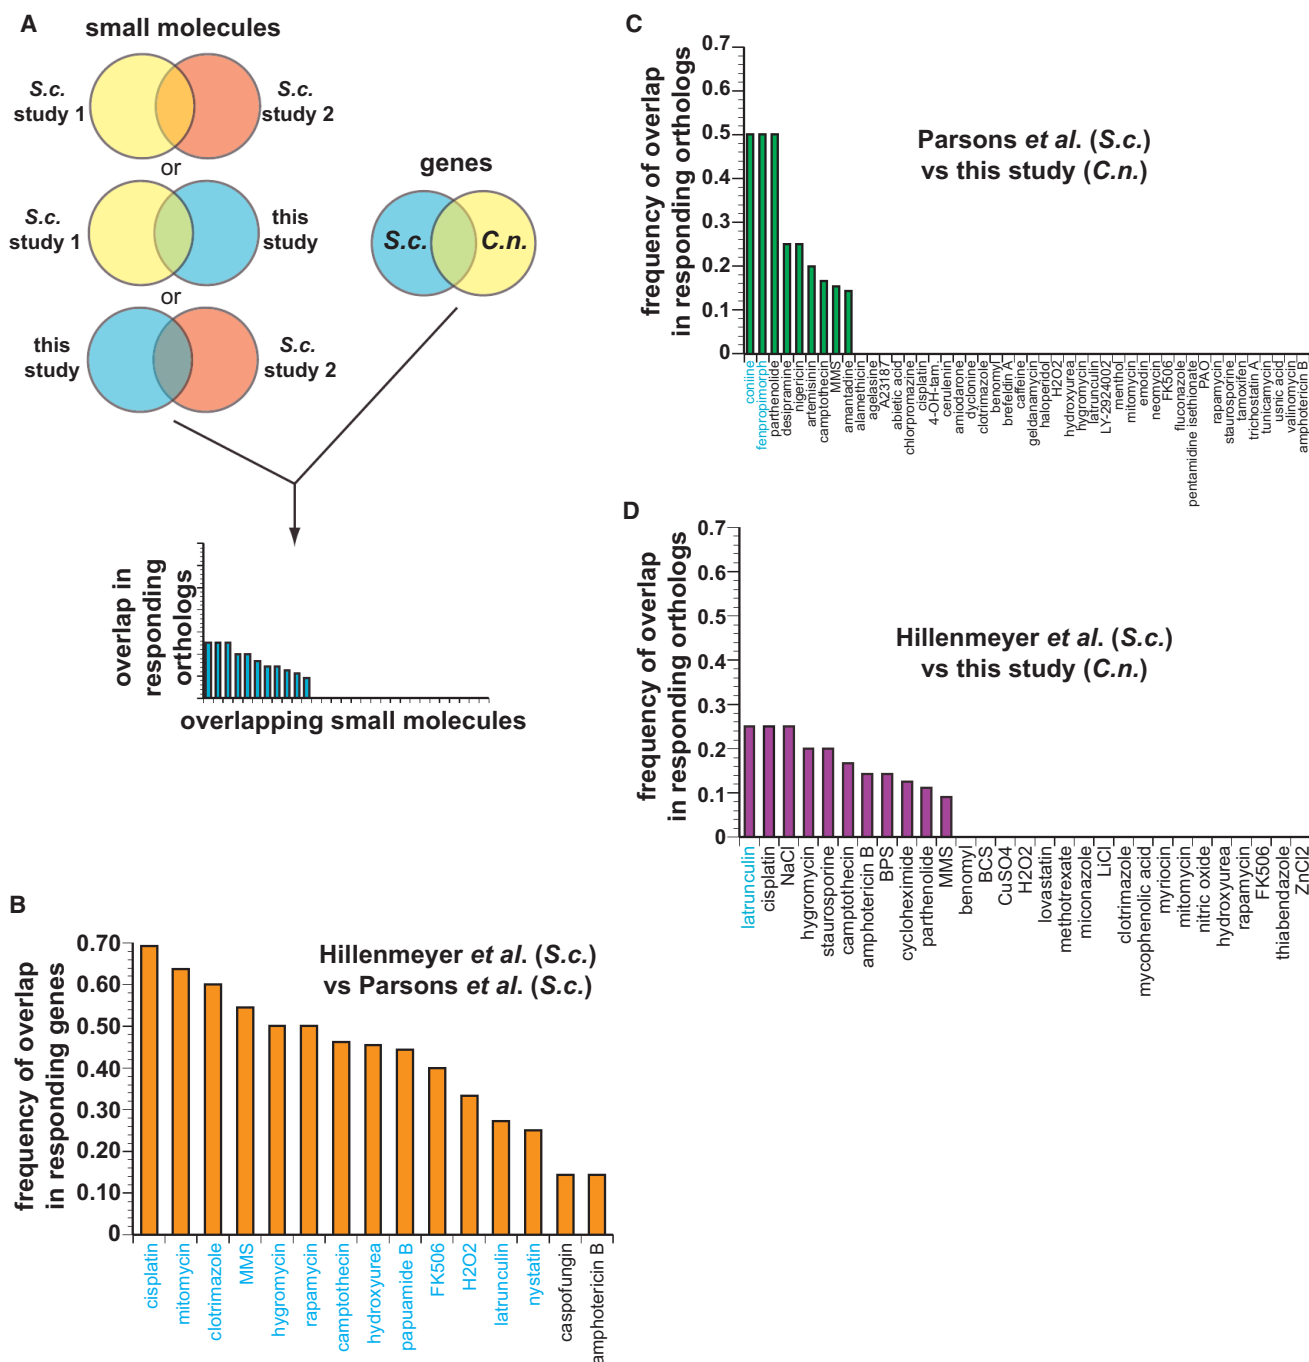 A
small molecules
S.c.
study 1
S.c.
study 2
or
S.c.
study 1
this
study
or
this
study
S.c.
study 2
genes
S.c.
C.n.
overlap in
responding
orthologs
overlapping small molecules
B
frequency of overlap
in responding genes
0.70
0.60
0.50
0.40
0.30
0.20
0.10
0
Hillenmeyer et al. (S.c.)
vs Parsons et al. (S.c.)
cisplatin
mitomycin
clotrimazole
MMS
hygromycin
rapamycin
camptothecin
hydroxyurea
papuamide B
FK506
H2O2
latrunculin
nystatin
caspofungin
amphotericin B
C
frequency of overlap
in responding orthologs
0.7
0.6
0.5
0.4
0.3
0.2
0.1
0
Parsons et al. (S.c.)
vs this study (C.n.)
coniine
fenpropimorph
parthenolide
desipramine
nigericin
artemisinin
camptothecin
MMS
amantadine
alamethicin
agelasine
A23187
abietic acid
chlorpromazine
cisplatin
4-OH-tam.
cerulenin
amiodarone
dyclonine
clotrimazole
benomyl
brefeldin A
caffeine
geldanamycin
haloperidol
H2O2
hydroxyurea
hygromycin
latrunculin
LY-2924002
menthol
mitomycin
emodin
neomycin
FK506
fluconazole
pentamidine isethionate
PAO
rapamycin
staurosporine
tamoxifen
trichostatin A
tunicamycin
usnic acid
valinomycin
amphotericin B
D
frequency of overlap
in responding orthologs
0.7
0.6
0.5
0.4
0.3
0.2
0.1
0
Hillenmeyer et al. (S.c.)
vs this study (C.n.)
latrunculin
cisplatin
NaCl
hygromycin
staurosporine
camptothecin
amphotericin B
BPS
cycloheximide
parthenolide
MMS
benomyl
BCS
CuSO4
H2O2
lovastatin
methotrexate
miconazole
LiCl
clotrimazole
mycophenolic acid
myriocin
mitomycin
nitric oxide
hydroxyurea
rapamycin
FK506
thiabendazole
ZnCl2